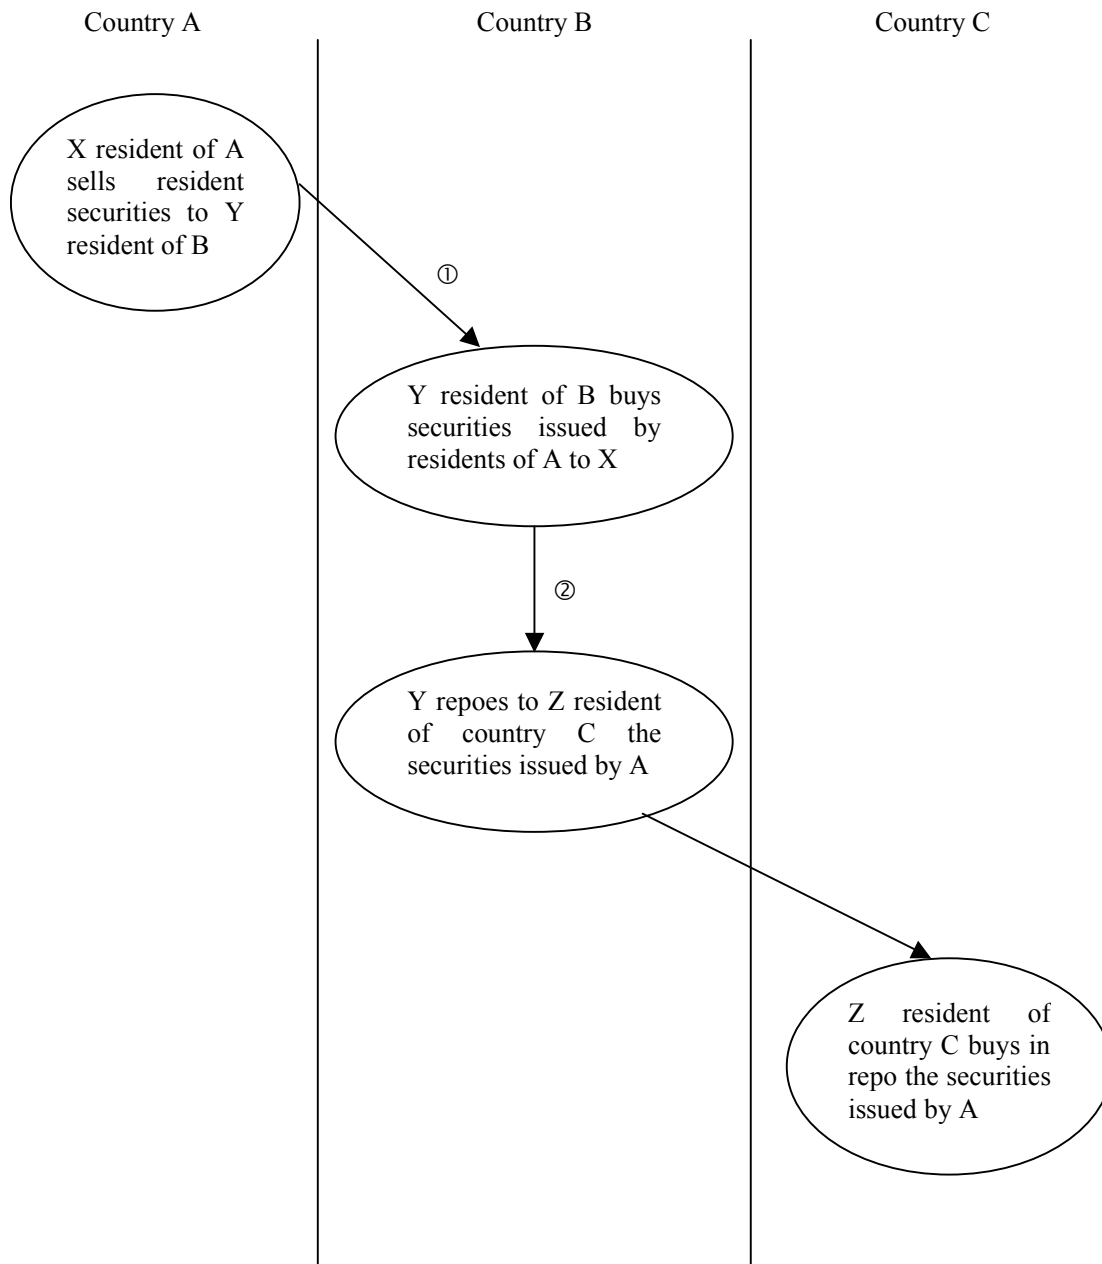 Country A Country B Country C
X resident of A
sells resident
securities to Y
resident of B
①
Y resident of B buys
securities issued by
residents of A to X
②
Y repoes to Z resident
of country C the
securities issued by A
Z resident of
country C buys in
repo the securities
issued by A